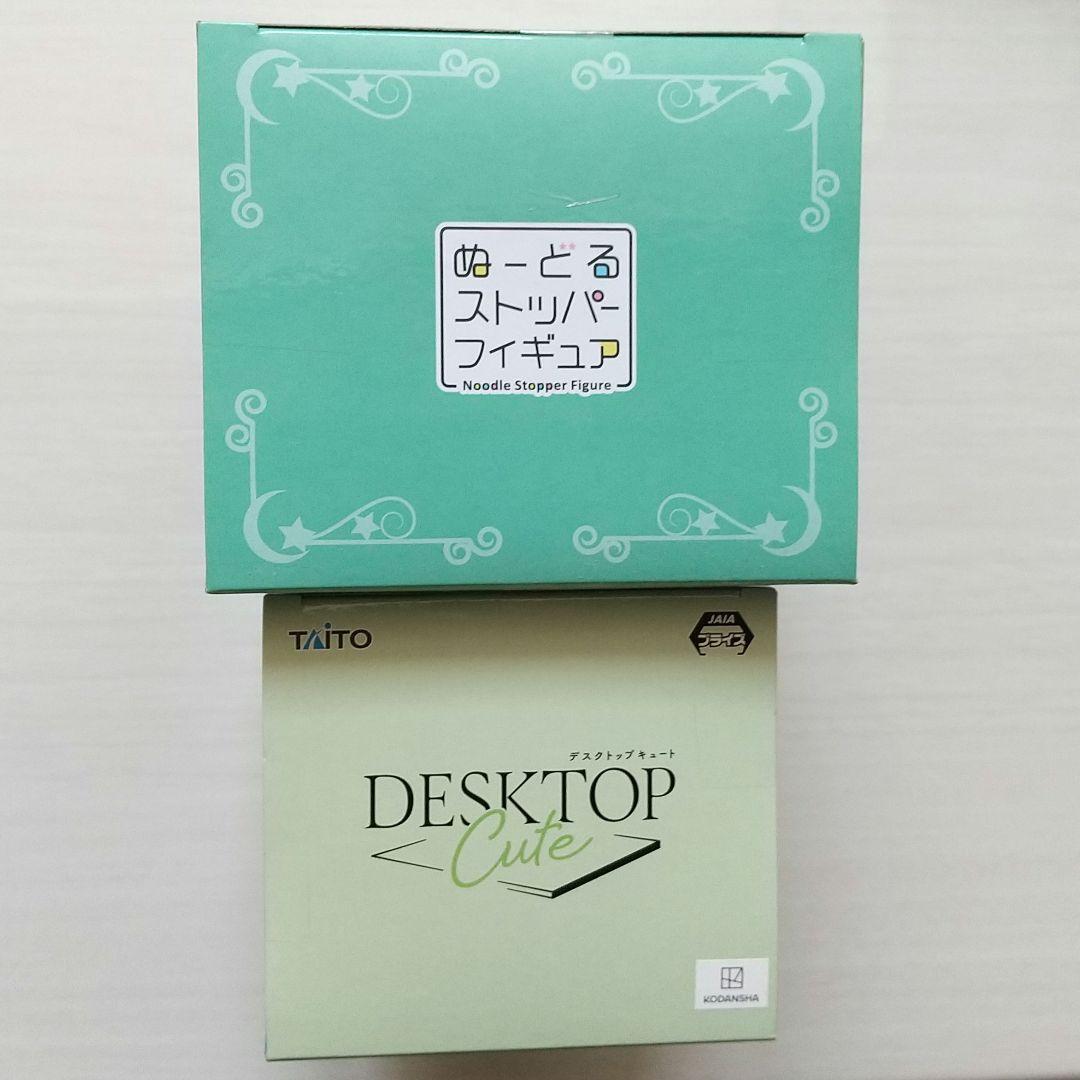 ぬーどる
ストッパー
フィギュア
Noodle Stopper Figure
TAITO
JAIA
プライズ
デスクトップキュート
DESKTOP
Cute
KODANSHA